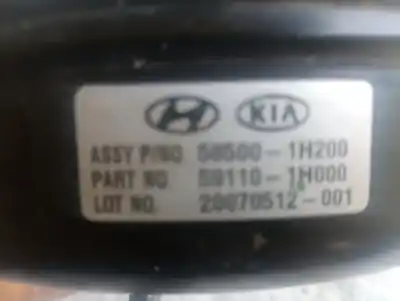 KIA
ASSY P/NO 58500-1H200
PART NO 59110-1H000
LOT NO. 20070512-001